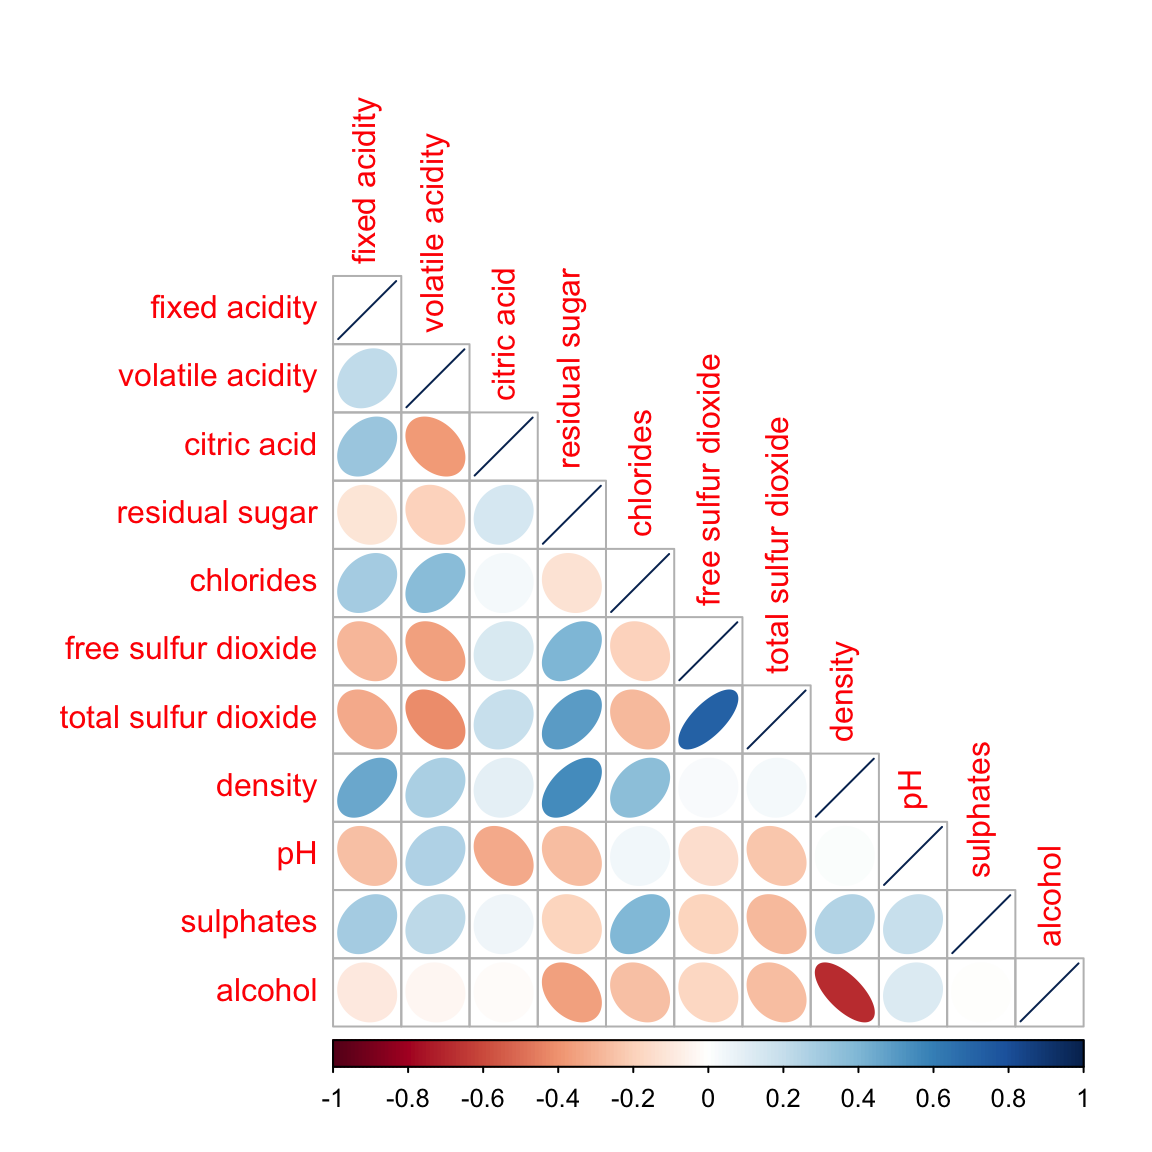 fixed acidity
volatile acidity
citric acid
residual sugar
chlorides
free sulfur dioxide
total sulfur dioxide
density
pH
sulphates
alcohol
fixed acidity
volatile acidity
citric acid
residual sugar
chlorides
free sulfur dioxide
total sulfur dioxide
density
pH
sulphates
alcohol
-1 -0.8 -0.6 -0.4 -0.2 0 0.2 0.4 0.6 0.8 1